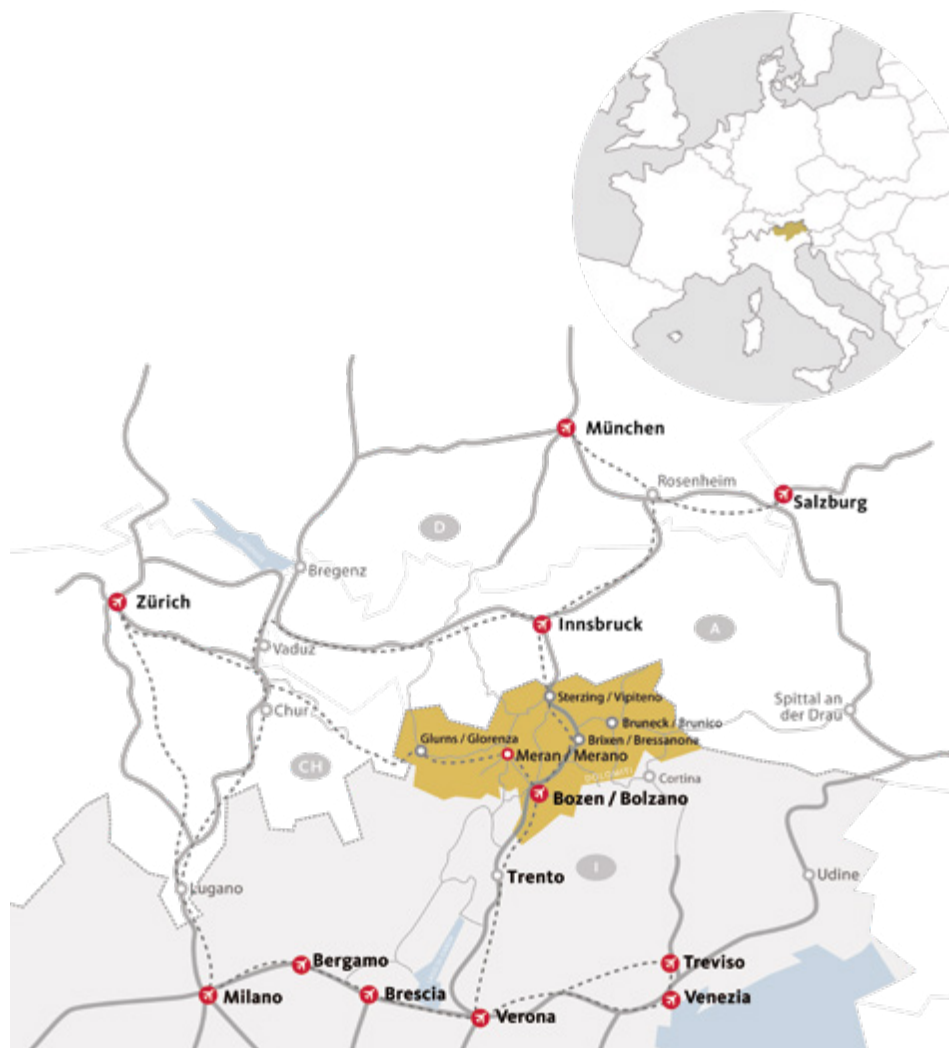 München
Rosenheim
Salzburg
D
Bregenz
Zürich
Innsbruck
A
Vaduz
Sterzing / Vipiteno
Spittal an
der Drau
Chur
Bruneck / Brunico
Glurns / Glorenza
Brixen / Bressanone
Meran / Merano
CH
DOLOMITI
Cortina
Bozen / Bolzano
I
Trento
Udine
Lugano
Bergamo
Treviso
Milano
Brescia
Venezia
Verona